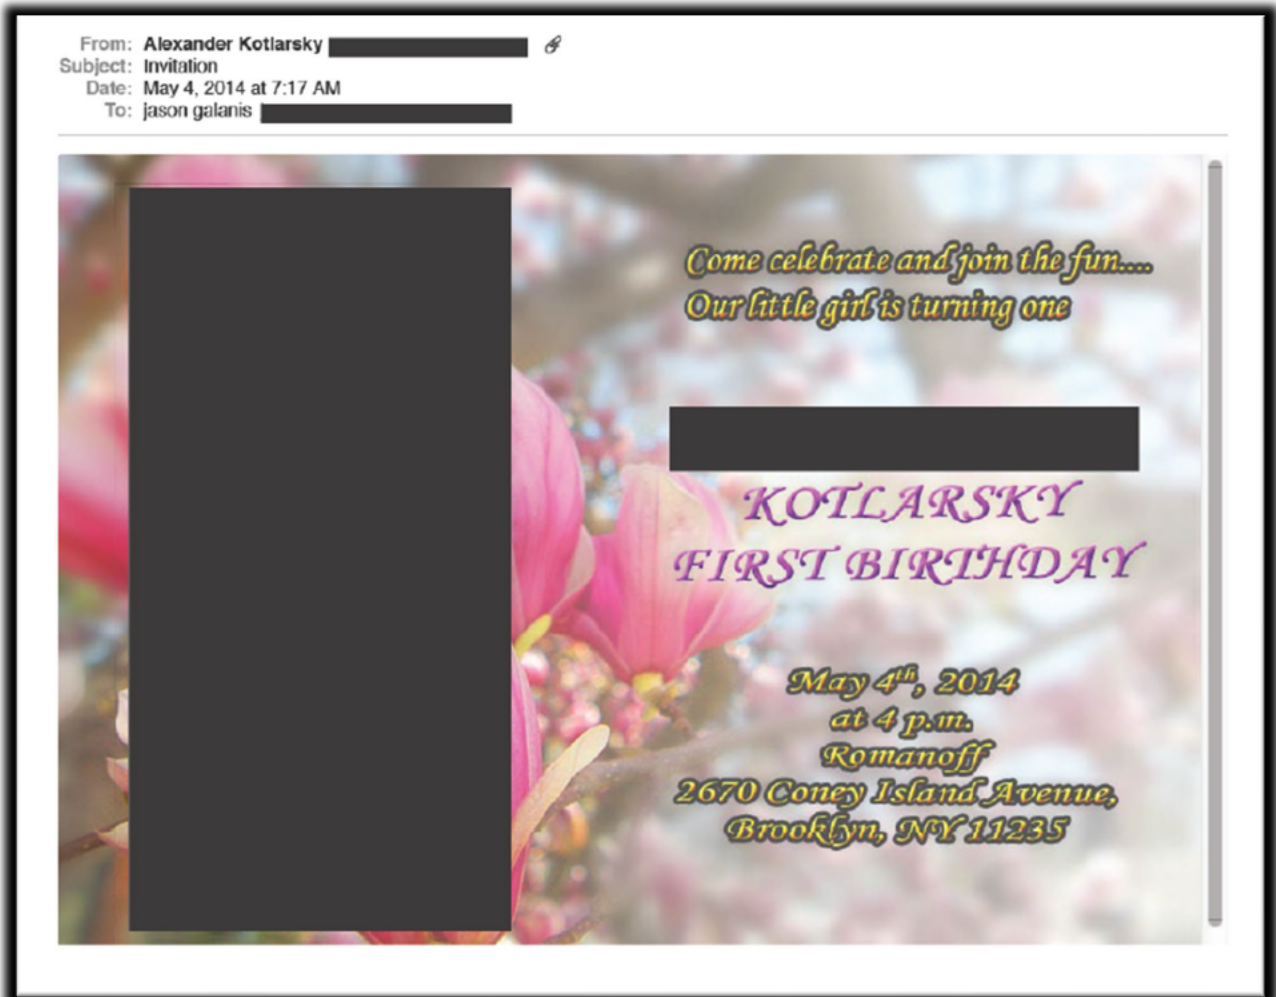 From: Alexander Kotlarsky
Subject: Invitation
Date: May 4, 2014 at 7:17 AM
To: jason galanis
Come celebrate and join the fun....
Our little girl is turning one
KOTLARSKY
FIRST BIRTHDAY
May 4th, 2014
at 4 p.m.
Romanoff
2670 Coney Island Avenue,
Brooklyn, NY 11235